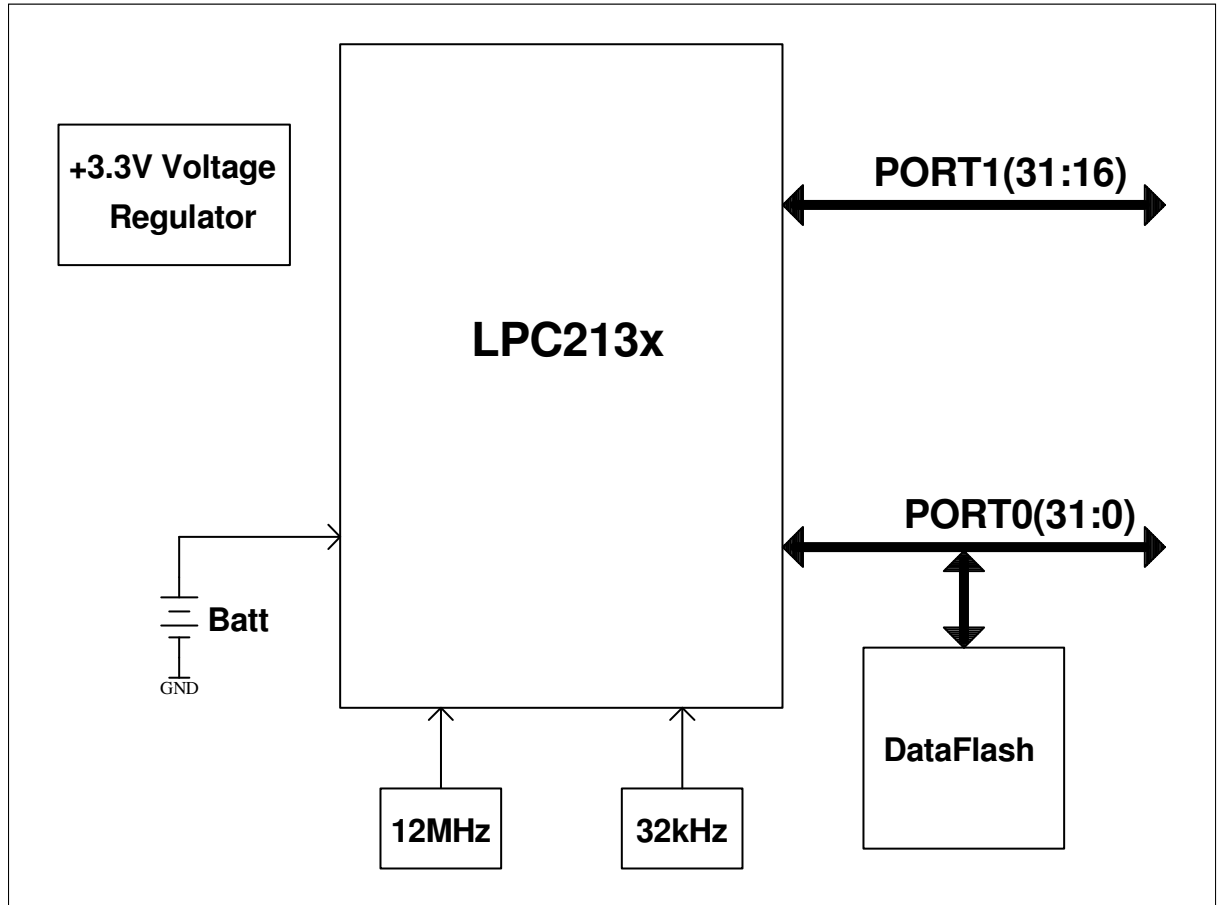 +3.3V Voltage
Regulator
PORT1(31:16)
LPC213x
PORT0(31:0)
Batt
GND
DataFlash
12MHz
32kHz